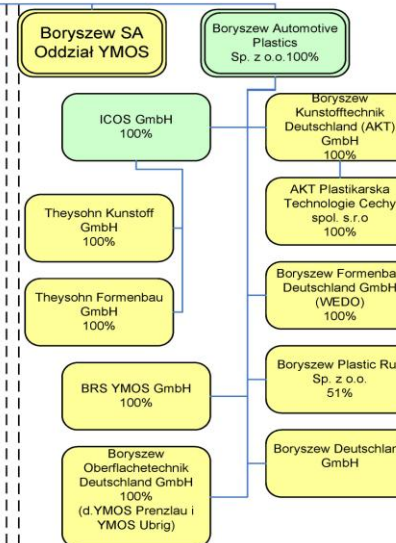 Boryszew SA
Oddział YMOS
Boryszew Automotive
Plastics
Sp. z o.o.100%
ICOS GmbH
100%
Boryszew
Kunstofftechnik
Deutschland (AKT)
GmbH
100%
Theysohn Kunstoff
GmbH
100%
AKT Plastikarska
Technologie Cechy
spol. s.r.o
100%
Theysohn Formenbau
GmbH
100%
Boryszew Formenba
Deutschland GmbH
(WEDO)
100%
BRS YMOS GmbH
100%
Boryszew Plastic Ru
Sp. z o.o.
51%
Boryszew
Oberflachetechnik
Deutschland GmbH
100%
(d.YMOS Prenzlau i
YMOS Ubrig)
Boryszew Deutschlan
GmbH